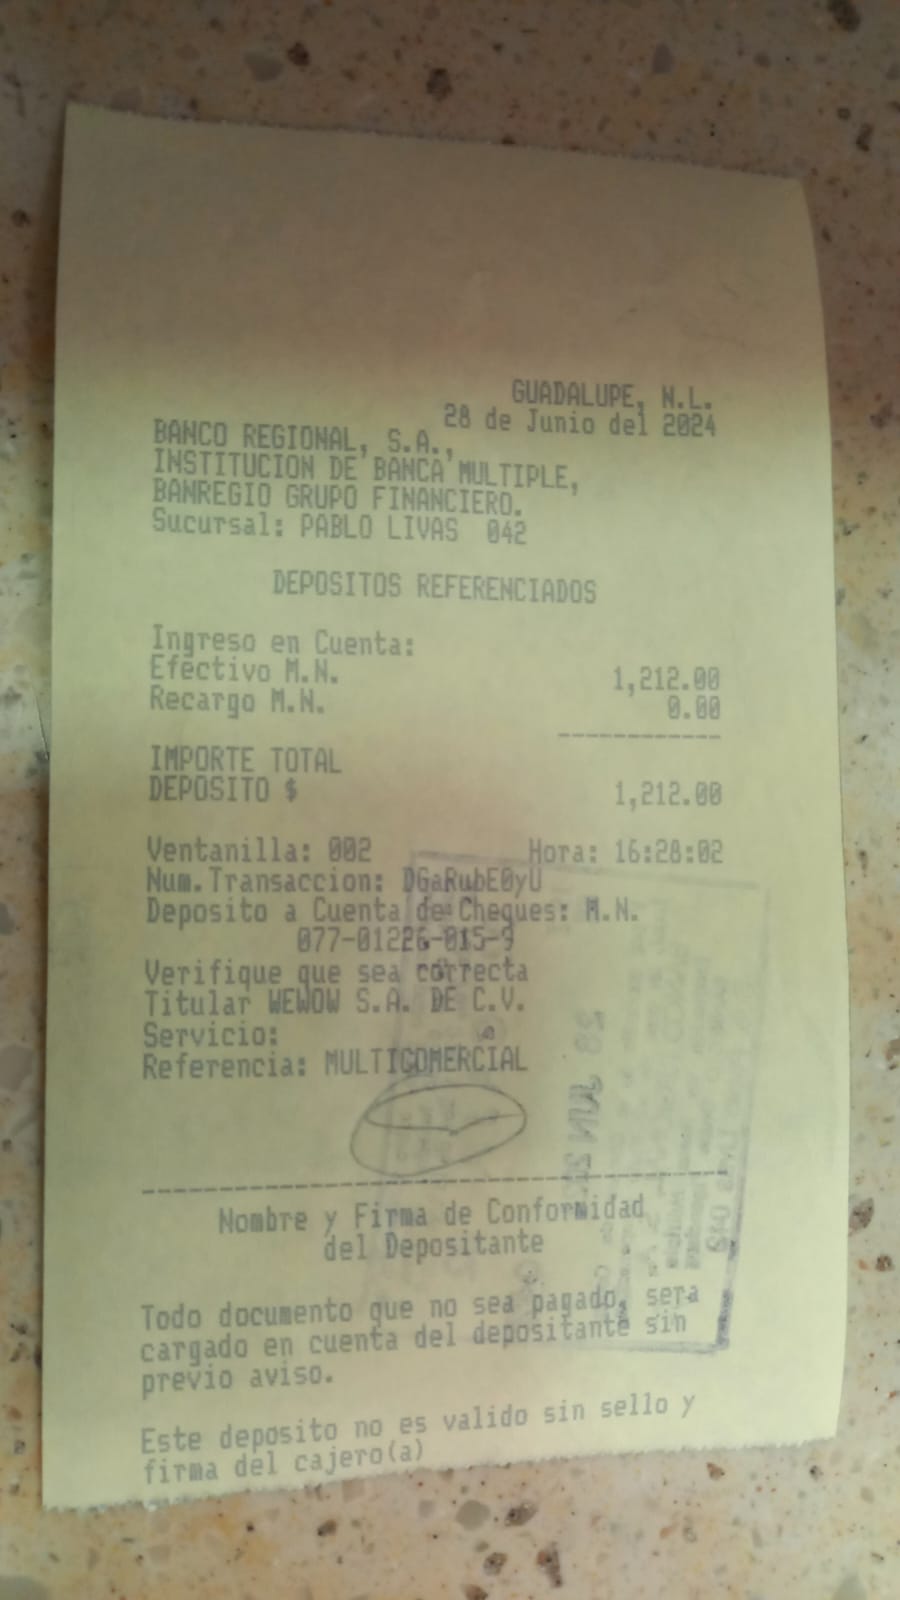 GUADALUPE, N.L.
28 de Junio del 2024
BANCO REGIONAL, S.A.,
INSTITUCION DE BANCA MULTIPLE,
BANREGIO GRUPO FINANCIERO.
Sucursal: PABLO LIVAS 042
DEPOSITOS REFERENCIADOS
Ingreso en Cuenta:
Efectivo M.N. 1,212.00
Recargo M.N. 0.00
IMPORTE TOTAL
DEPOSITO $ 1,212.00
Ventanilla: 002 Hora: 16:28:02
Num.Transaccion: DGaRubE0yU
Deposito a Cuenta de Cheques: M.N.
077-01226-015-9
Verifique que sea correcta
Titular WEWOW S.A. DE C.V.
Servicio:
Referencia: MULTICOMERCIAL
28 JUN
Nombre y Firma de Conformidad
del Depositante
Todo documento que no sea pagado, sera
cargado en cuenta del depositante sin
previo aviso.
Este deposito no es valido sin sello y
firma del cajero(a)